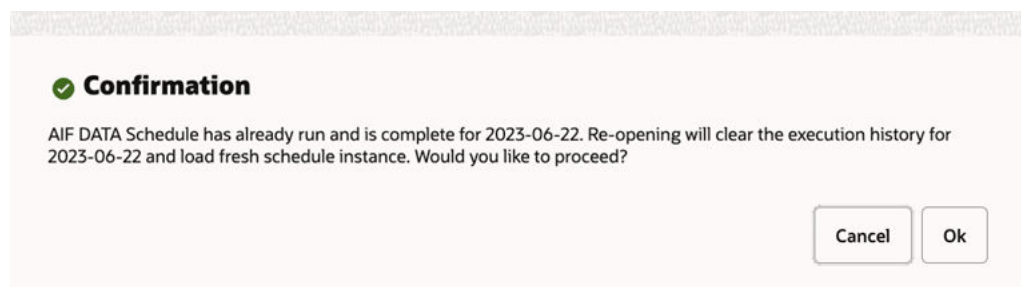 Confirmation
AIF DATA Schedule has already run and is complete for 2023-06-22. Re-opening will clear the execution history for
2023-06-22 and load fresh schedule instance. Would you like to proceed?
Cancel Ok